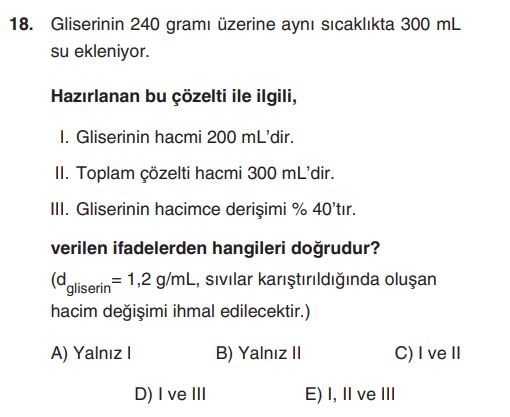 18. Gliserinin 240 gramı üzerine aynı sıcaklıkta 300 mL
su ekleniyor.
Hazırlanan bu çözelti ile ilgili,
I. Gliserinin hacmi 200 mL'dir.
II. Toplam çözelti hacmi 300 mL'dir.
III. Gliserinin hacimce derişimi % 40'tır.
verilen ifadelerden hangileri doğrudur?
(dgliserin= 1,2 g/mL, sıvılar karıştırıldığında oluşan
hacim değişimi ihmal edilecektir.)
A) Yalnız I B) Yalnız II C) I ve II
D) I ve III E) I, II ve III